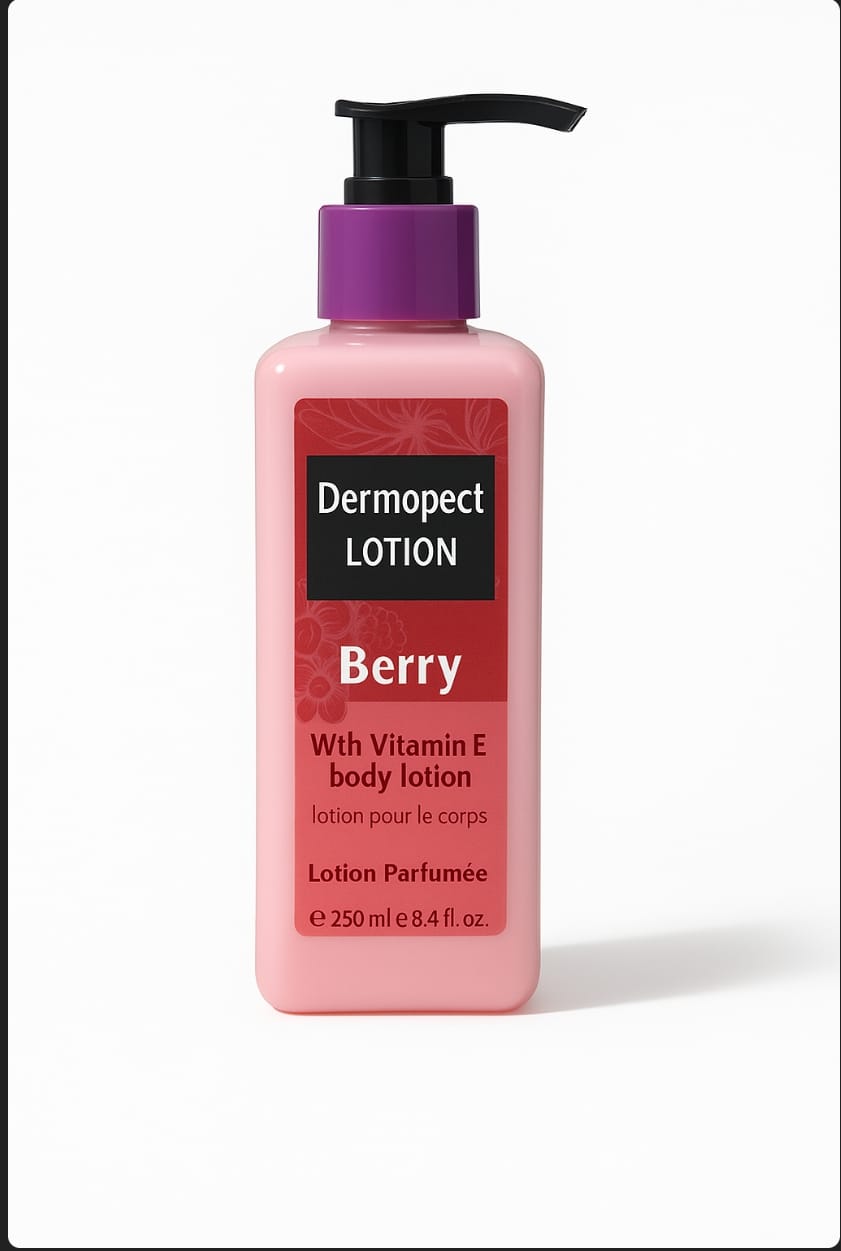 Dermopect
LOTION
Berry
Wth Vitamin E
body lotion
lotion pour le corps
Lotion Parfumée
℮ 250 ml e 8.4 fl. oz.